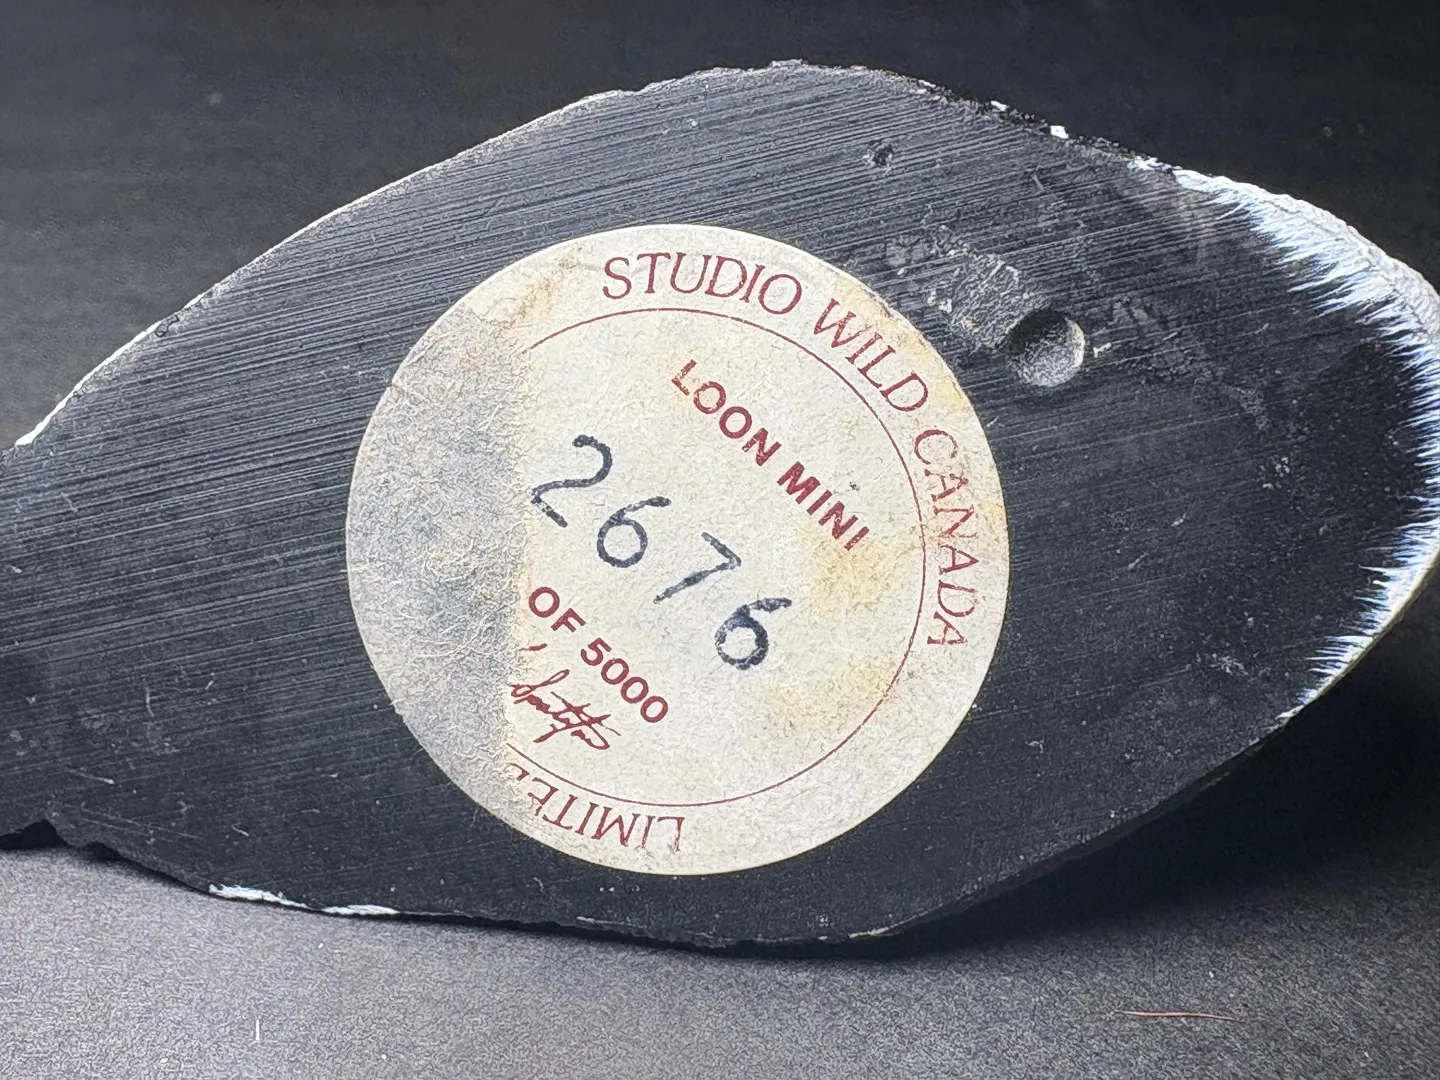 STUDIO WILD CANADA
LOON MINI
2676
OF 5000
LIMITE